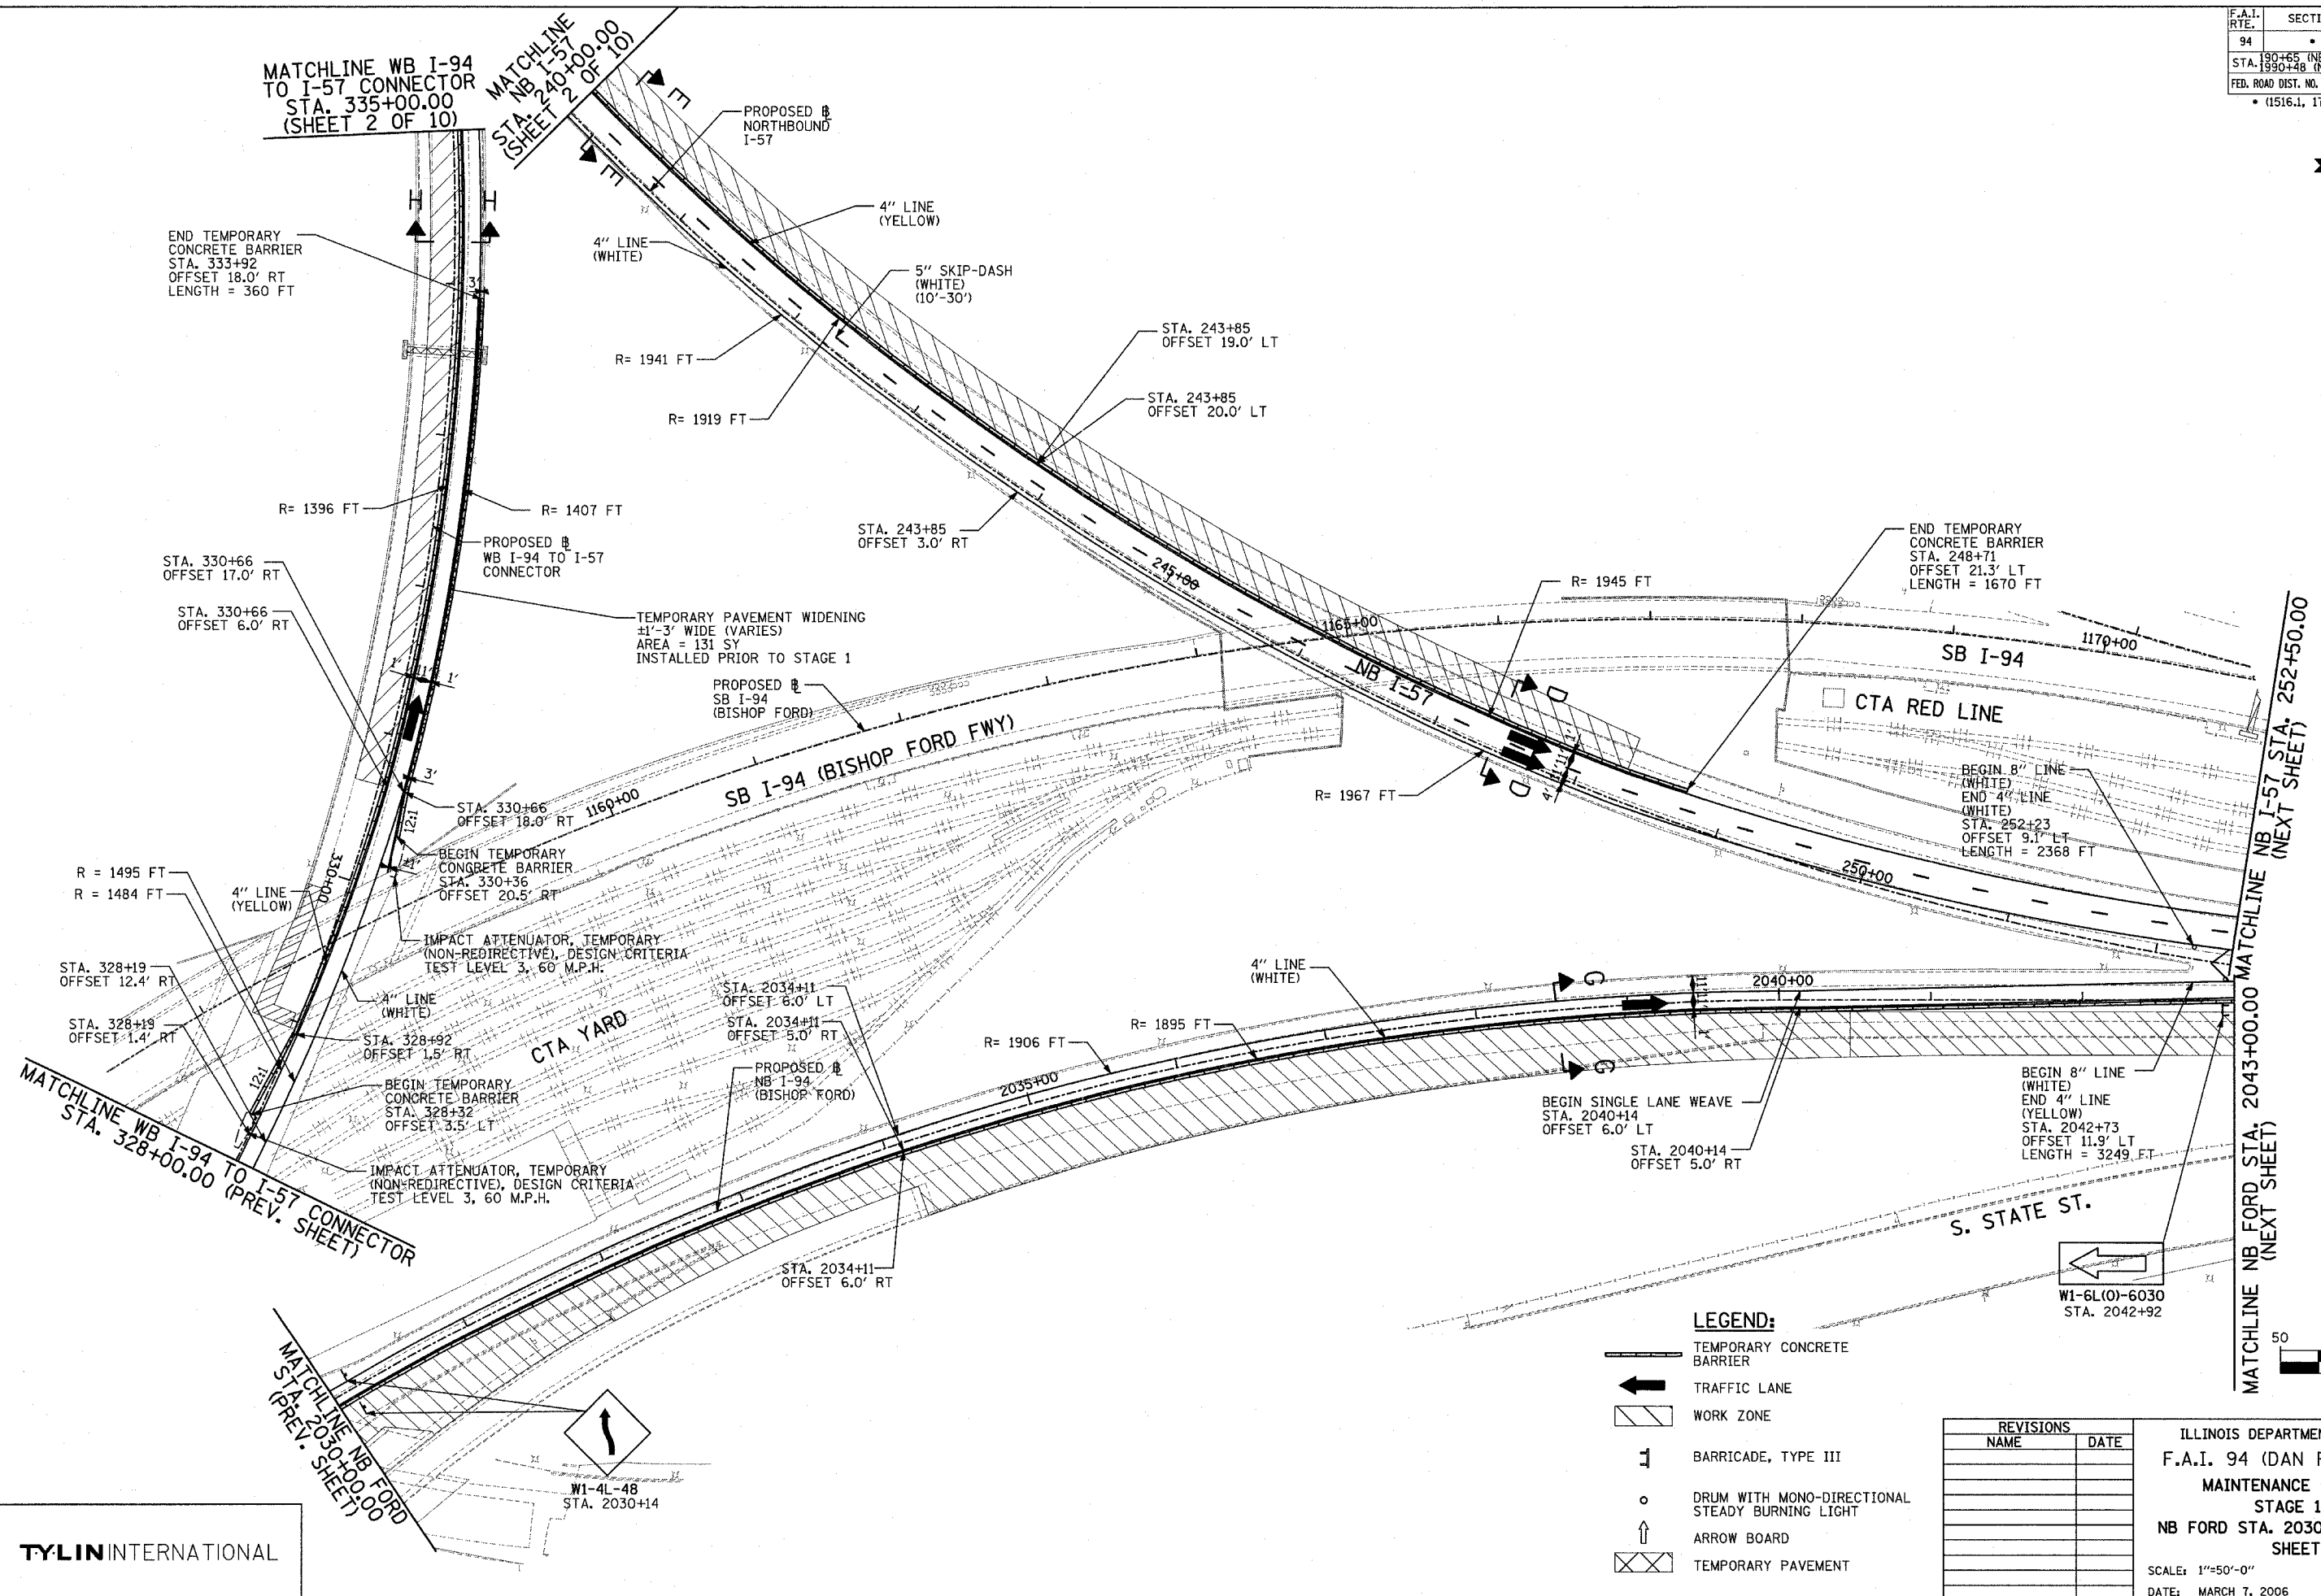 F.A.I.
RTE.
94
•
FED. ROAD DIST. NO.
MATCHLINE WB I-94
TO I-57 CONNECTOR
STA. 335+00.00
(SHEET 2 OF 10)
MATCHLINE
NB I-57
STA. 240+00.00
(SHEET 2 OF 10)
E
E
PROPOSED ℄
NORTHBOUND
I-57
4" LINE
(YELLOW)
4" LINE
(WHITE)
5" SKIP-DASH
(WHITE)
(10'-30')
H
H
END TEMPORARY
CONCRETE BARRIER
STA. 333+92
OFFSET 18.0' RT
LENGTH = 360 FT
3'
R= 1941 FT
R= 1919 FT
STA. 243+85
OFFSET 19.0' LT
STA. 243+85
OFFSET 20.0' LT
STA. 243+85
OFFSET 3.0' RT
R= 1396 FT
R= 1407 FT
PROPOSED ℄
WB I-94 TO I-57
CONNECTOR
STA. 330+66
OFFSET 17.0' RT
STA. 330+66
OFFSET 6.0' RT
TEMPORARY PAVEMENT WIDENING
±1'-3' WIDE (VARIES)
AREA = 131 SY
INSTALLED PRIOR TO STAGE 1
PROPOSED ℄
SB I-94
(BISHOP FORD)
245+00
R= 1945 FT
END TEMPORARY
CONCRETE BARRIER
STA. 248+71
OFFSET 21.3' LT
LENGTH = 1670 FT
1165+00
NB I-57
D
D
R= 1967 FT
SB I-94
1170+00
CTA RED LINE
BEGIN 8" LINE
(WHITE)
END 4" LINE
(WHITE)
STA. 252+23
OFFSET 9.1' LT
LENGTH = 2368 FT
MATCHLINE NB I-57 STA. 252+50.00
(NEXT SHEET)
250+00
1'
11'
1'
3'
SB I-94 (BISHOP FORD FWY)
1160+00
STA. 330+66
OFFSET 18.0' RT
12:1
±1'
BEGIN TEMPORARY
CONCRETE BARRIER
STA. 330+36
OFFSET 20.5' RT
330+00
R = 1495 FT
R = 1484 FT
4" LINE
(YELLOW)
IMPACT ATTENUATOR, TEMPORARY
(NON-REDIRECTIVE), DESIGN CRITERIA
TEST LEVEL 3, 60 M.P.H.
STA. 328+19
OFFSET 12.4' RT
STA. 328+19
OFFSET 1.4' RT
4" LINE
(WHITE)
STA. 328+92
OFFSET 1.5' RT
12:1
BEGIN TEMPORARY
CONCRETE BARRIER
STA. 328+32
OFFSET 3.5' LT
IMPACT ATTENUATOR, TEMPORARY
(NON-REDIRECTIVE), DESIGN CRITERIA
TEST LEVEL 3, 60 M.P.H.
MATCHLINE WB I-94 TO I-57 CONNECTOR
STA. 328+00.00 (PREV. SHEET)
CTA YARD
STA. 2034+11
OFFSET 6.0' LT
STA. 2034+11
OFFSET 5.0' RT
PROPOSED ℄
NB I-94
(BISHOP FORD)
R= 1906 FT
2035+00
R= 1895 FT
4" LINE
(WHITE)
G
G
2040+00
STA. 2034+11
OFFSET 6.0' RT
BEGIN SINGLE LANE WEAVE
STA. 2040+14
OFFSET 6.0' LT
STA. 2040+14
OFFSET 5.0' RT
BEGIN 8" LINE
(WHITE)
END 4" LINE
(YELLOW)
STA. 2042+73
OFFSET 11.9' LT
LENGTH = 3249 FT
S. STATE ST.
W1-6L(O)-6030
STA. 2042+92
MATCHLINE NB FORD STA. 2043+00.00
(NEXT SHEET)
MATCHLINE NB FORD
STA. 2030+00.00
(PREV. SHEET)
W1-4L-48
STA. 2030+14
LEGEND:
TEMPORARY CONCRETE
BARRIER
TRAFFIC LANE
WORK ZONE
BARRICADE, TYPE III
DRUM WITH MONO-DIRECTIONAL
STEADY BURNING LIGHT
ARROW BOARD
TEMPORARY PAVEMENT
50
REVISIONS
NAME DATE
F.A.I. 94 (DAN
MAINTENANCE
STAGE 1
NB FORD STA. 2030
SHEET
SCALE: 1"=50'-0"
DATE: MARCH 7, 2006
TYLININTERNATIONAL